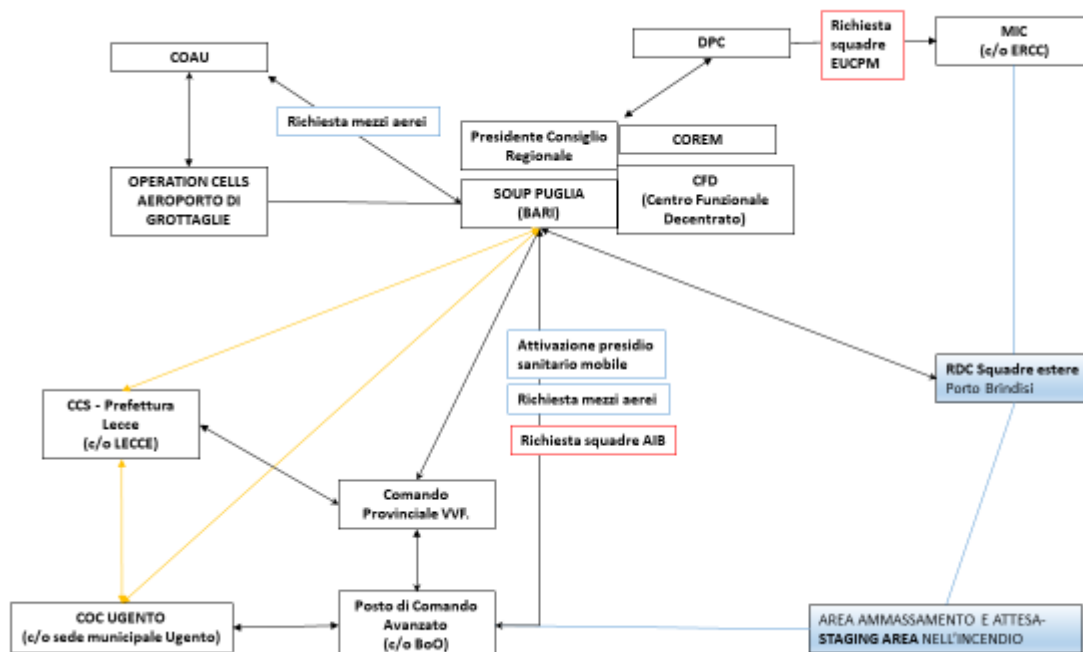 Richiesta
squadre
EUCPM
MIC
(c/o ERCC)
DPC
COAU
Richiesta mezzi aerei
Presidente Consiglio
Regionale
COREM
OPERATION CELLS
AEROPORTO DI
GROTTAGLIE
SOUP PUGLIA
(BARI)
CFD
(Centro Funzionale
Decentrato)
Attivazione presidio
sanitario mobile
Richiesta mezzi aerei
Richiesta squadre AIB
RDC Squadre estere
Porto Brindisi
CCS - Prefettura
Lecce
(c/o LECCE)
Comando
Provinciale VVF.
COC UGENTO
(c/o sede municipale Ugento)
Posto di Comando
Avanzato
(c/o BoO)
AREA AMMASSAMENTO E ATTESA-
STAGING AREA NELL'INCENDIO